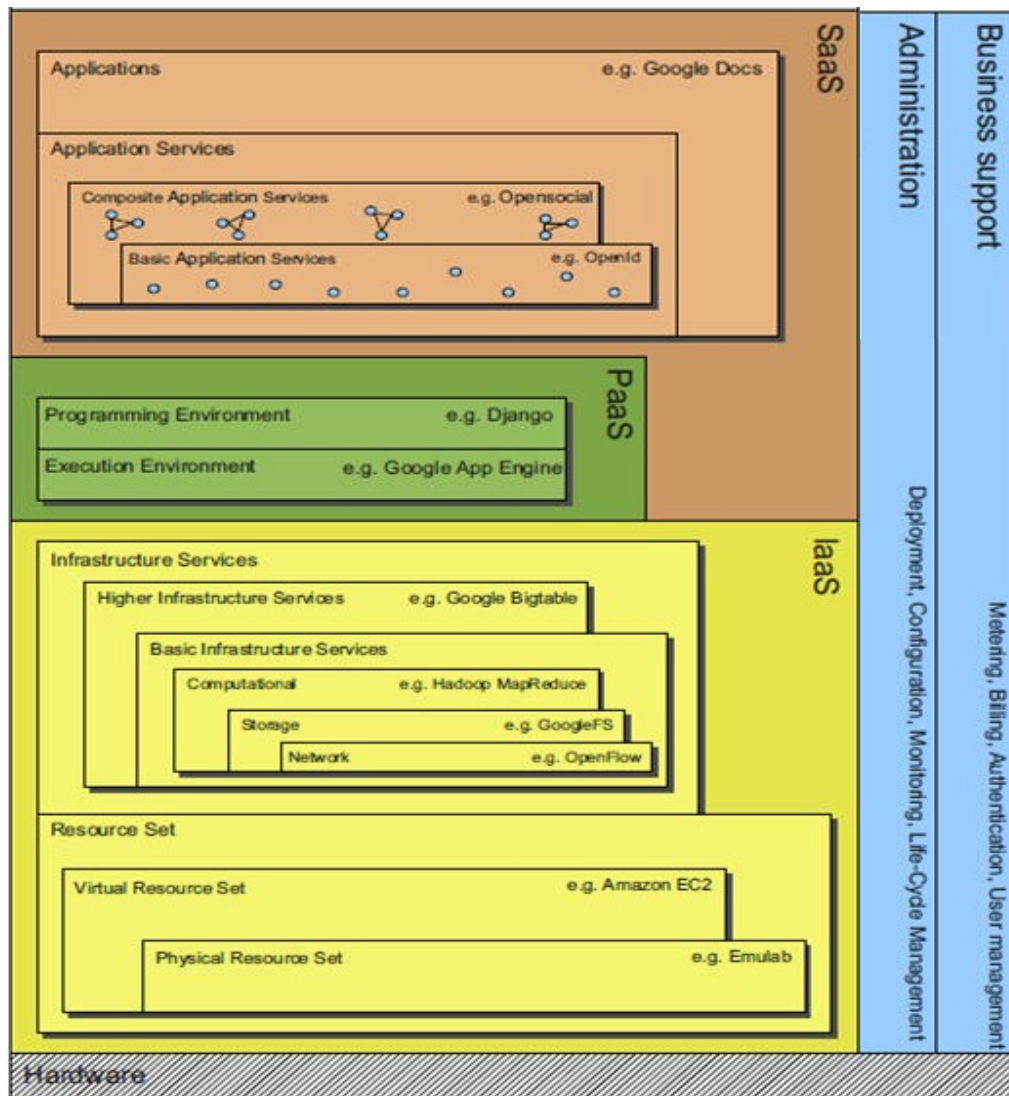 SaaS
Applications e.g. Google Docs
Application Services
Composite Application Services e.g. Opensocial
Basic Application Services e.g. OpenId
PaaS
Programming Environment e.g. Django
Execution Environment e.g. Google App Engine
IaaS
Infrastructure Services
Higher Infrastructure Services e.g. Google Bigtable
Basic Infrastructure Services
Computational e.g. Hadoop MapReduce
Storage e.g. GoogleFS
Network e.g. OpenFlow
Resource Set
Virtual Resource Set e.g. Amazon EC2
Physical Resource Set e.g. Emulab
Hardware
Administration
Deployment, Configuration, Monitoring, Life-Cycle Management
Business support
Metering, Billing, Authentication, User management